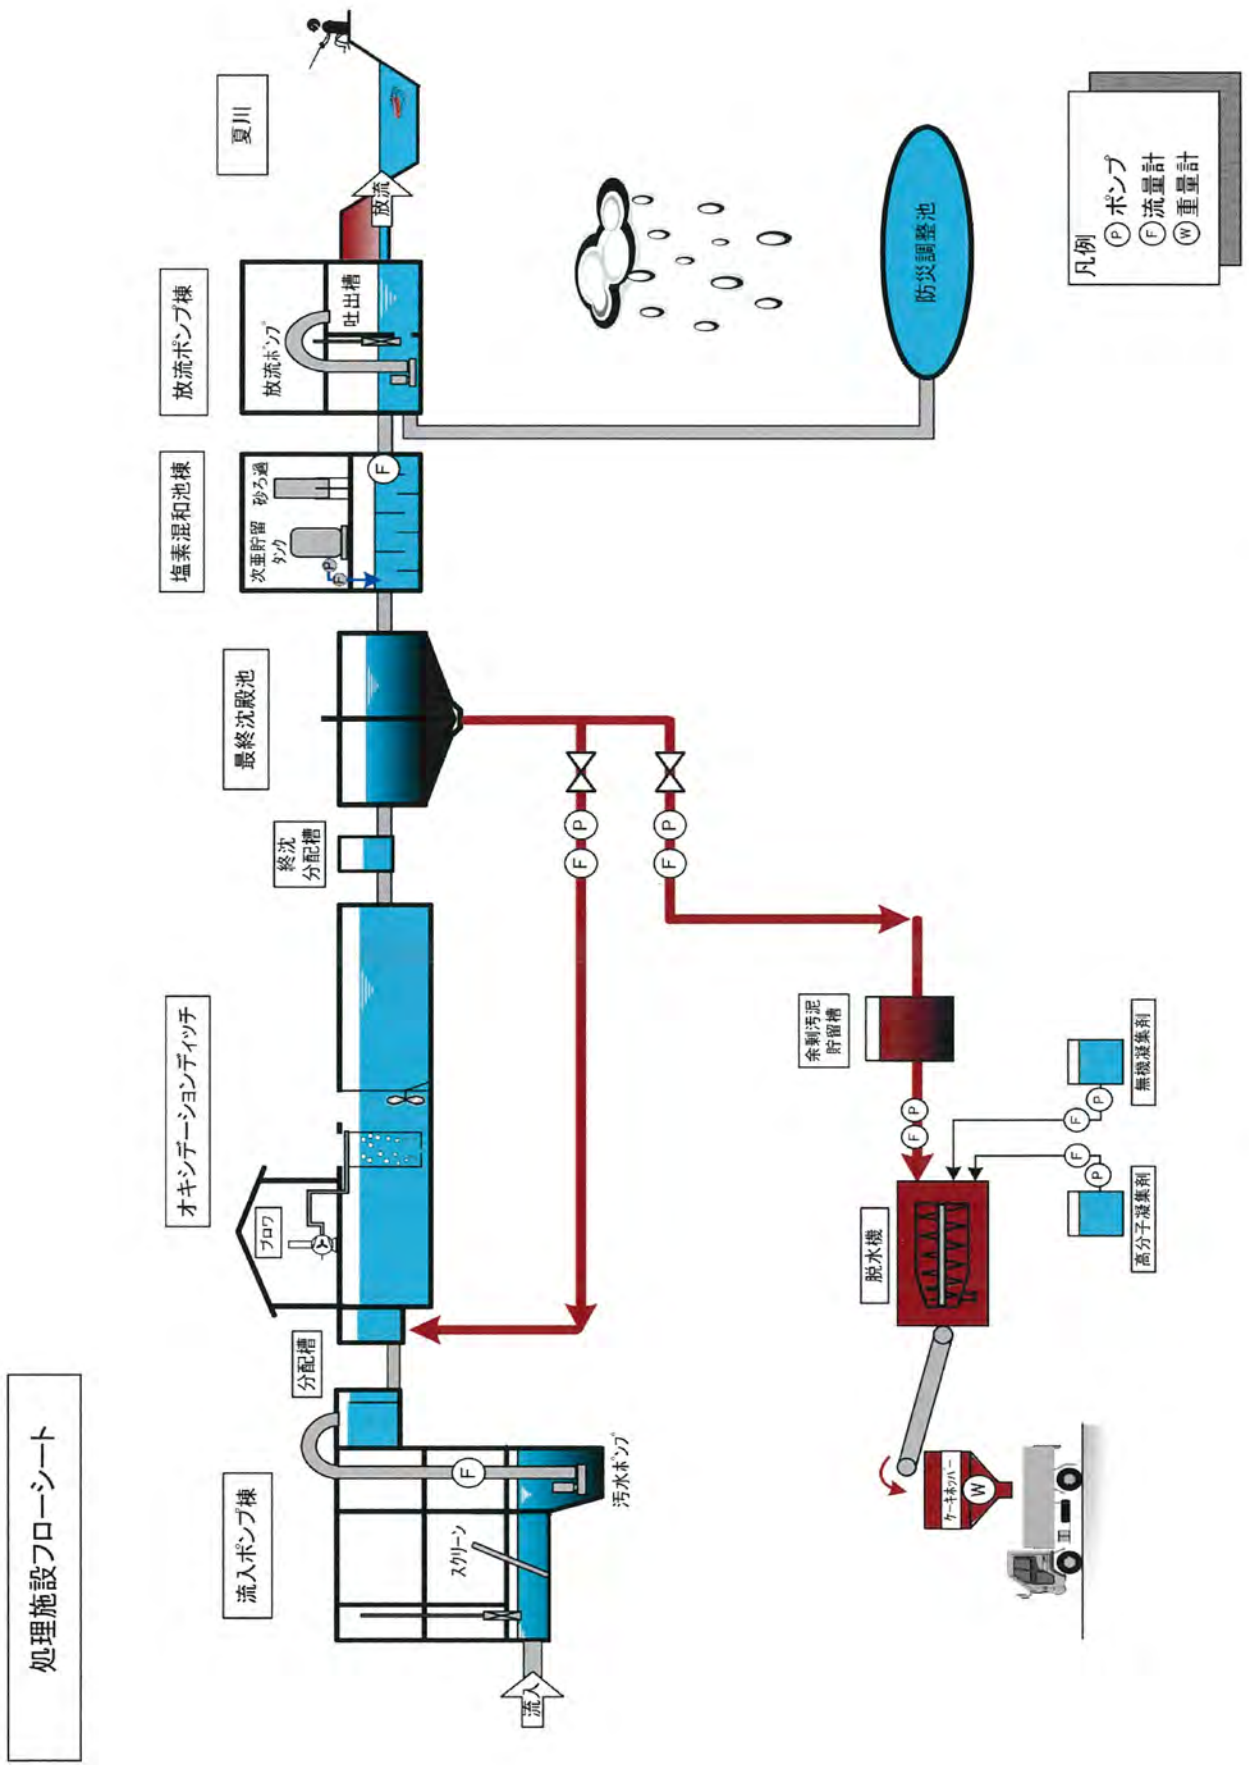 処理施設フローシート
流入ポンプ棟
分配槽
オキシデーションディッチ
終沈
分配槽
最終沈殿池
塩素混和池棟
放流ポンプ棟
夏川
流入
スクリーン
汚水ポンプ
F
ブロワ
次亜貯留
タンク
砂ろ過
P
F
F
放流ポンプ
吐出槽
放流
F
P
F
P
余剰汚泥
貯留槽
F
P
脱水機
ケーキホッパー
W
F
P
高分子凝集剤
F
P
無機凝集剤
防災調整池
凡例
P ポンプ
F 流量計
W 重量計